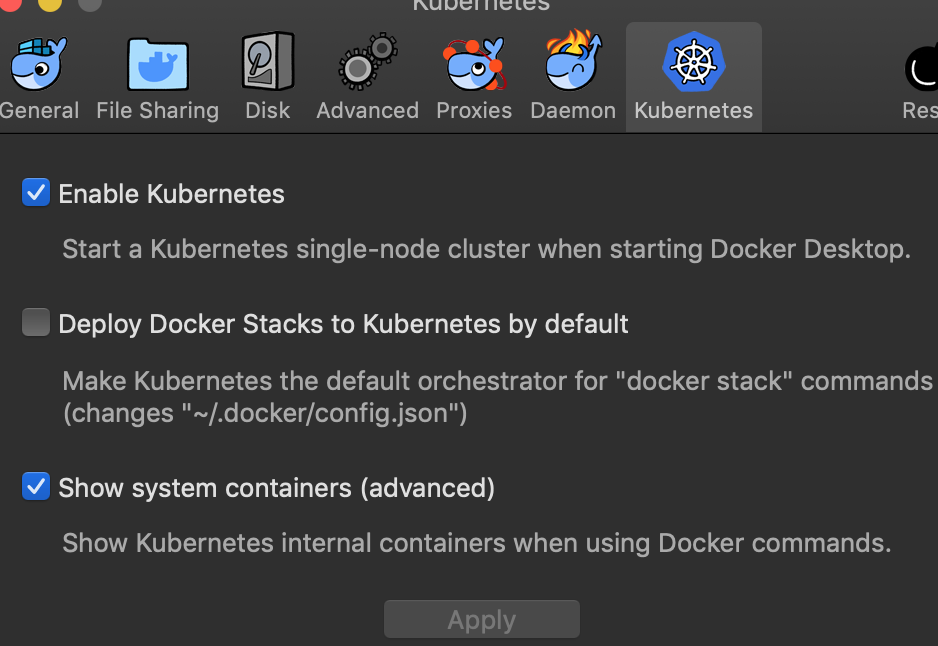 Kubernetes
General File Sharing Disk Advanced Proxies Daemon Kubernetes Res
Enable Kubernetes
Start a Kubernetes single-node cluster when starting Docker Desktop.
Deploy Docker Stacks to Kubernetes by default
Make Kubernetes the default orchestrator for "docker stack" commands
(changes "~/.docker/config.json")
Show system containers (advanced)
Show Kubernetes internal containers when using Docker commands.
Apply